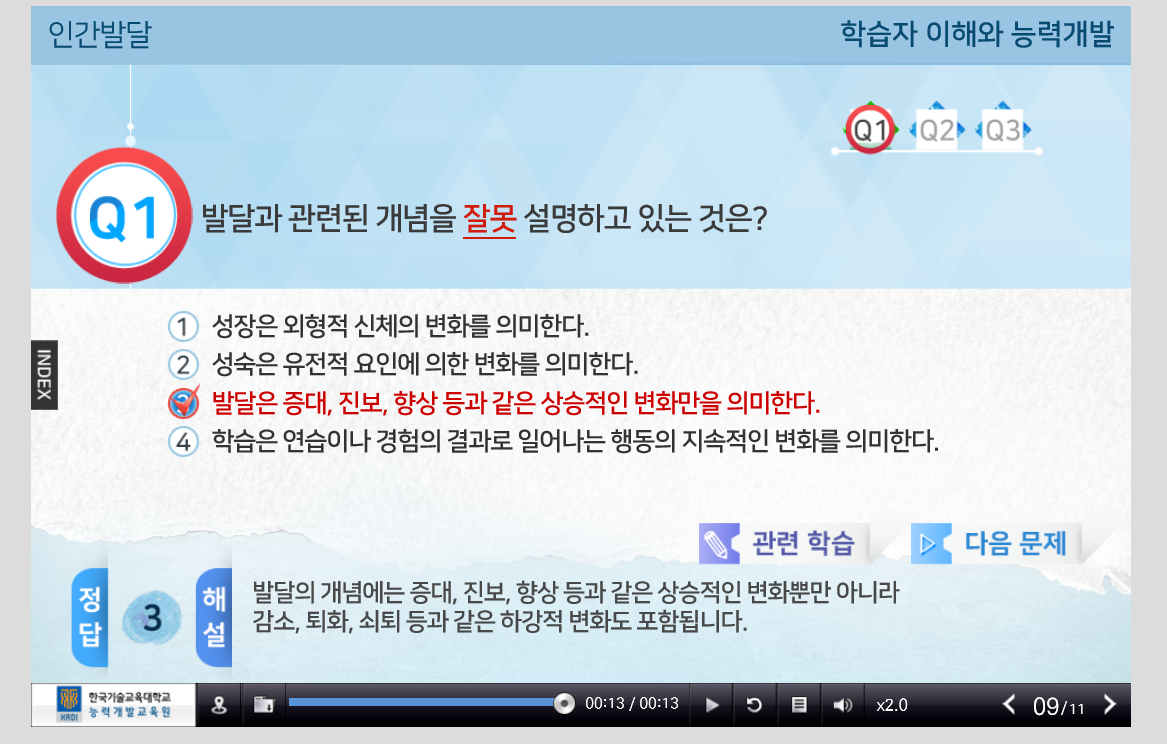 인간발달
학습자 이해와 능력개발
Q1 Q2 Q3
Q1 발달과 관련된 개념을 잘못 설명하고 있는 것은?
1 성장은 외형적 신체의 변화를 의미한다.
2 성숙은 유전적 요인에 의한 변화를 의미한다.
발달은 증대, 진보, 향상 등과 같은 상승적인 변화만을 의미한다.
4 학습은 연습이나 경험의 결과로 일어나는 행동의 지속적인 변화를 의미한다.
INDEX
관련 학습
다음 문제
정답
3
해설
발달의 개념에는 증대, 진보, 향상 등과 같은 상승적인 변화뿐만 아니라
감소, 퇴화, 쇠퇴 등과 같은 하강적 변화도 포함됩니다.
HRDI
한국기술교육대학교
능력개발교육원
00:13 / 00:13
x2.0
09/11